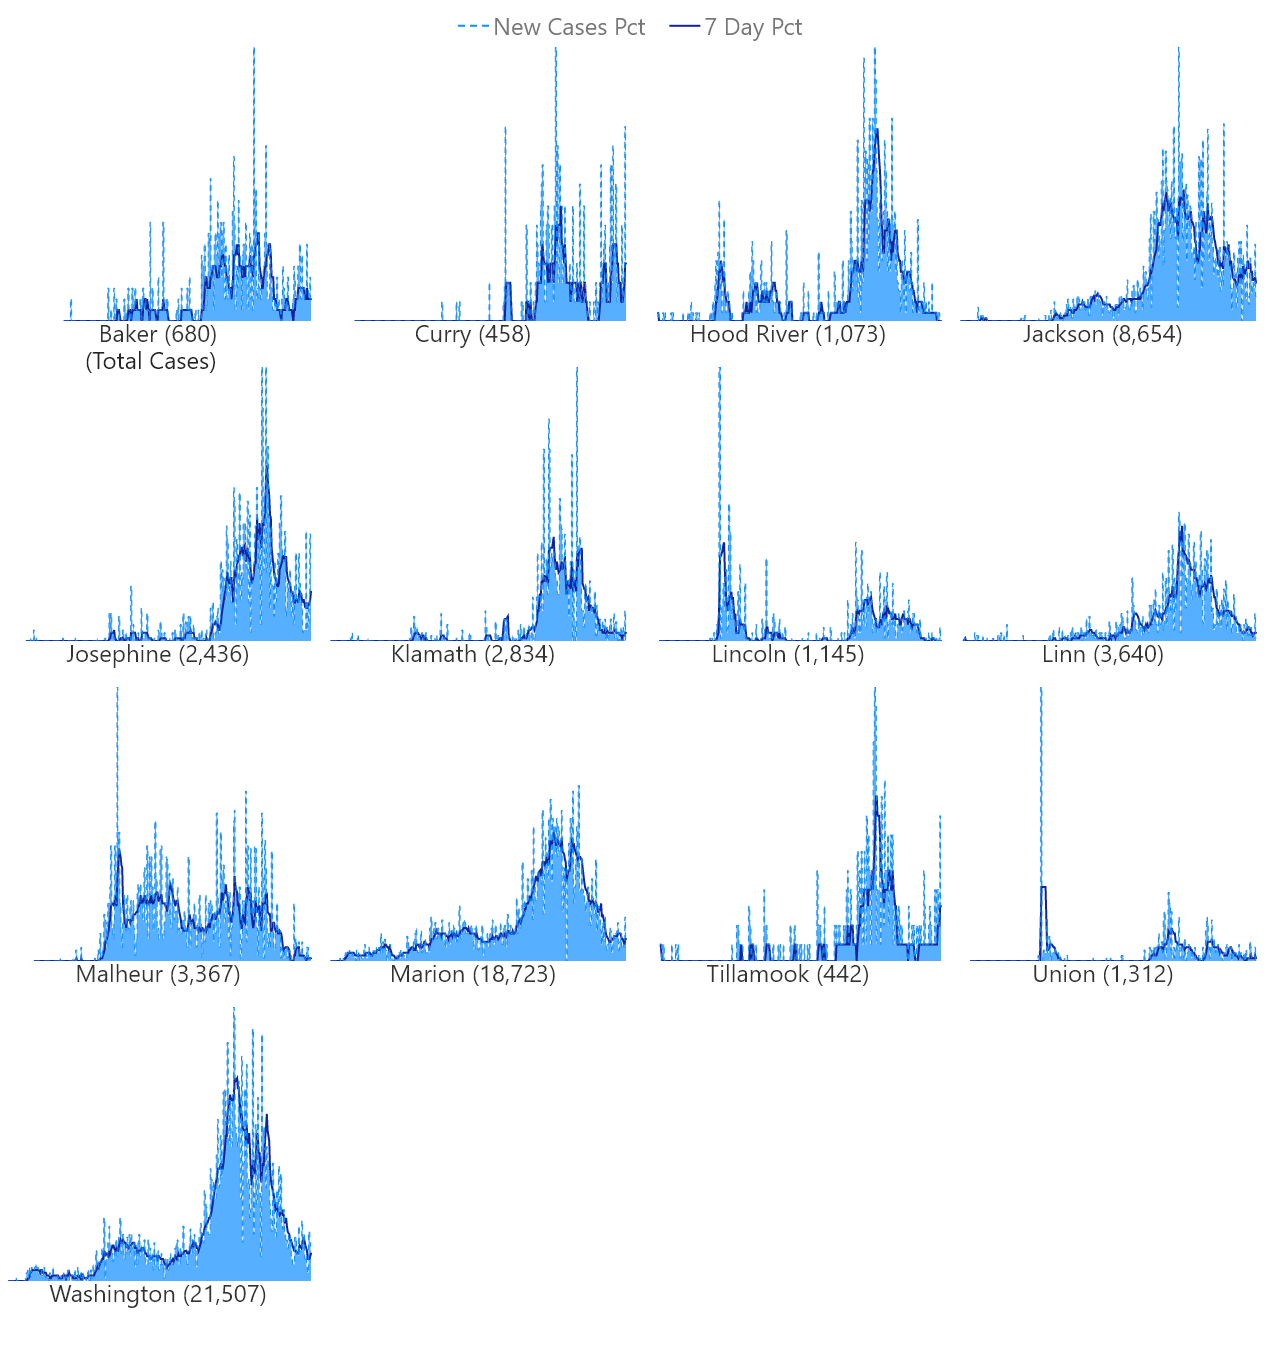 New Cases Pct 7 Day Pct
Baker (680)
(Total Cases)
Curry (458)
Hood River (1,073)
Jackson (8,654)
Josephine (2,436)
Klamath (2,834)
Lincoln (1,145)
Linn (3,640)
Malheur (3,367)
Marion (18,723)
Tillamook (442)
Union (1,312)
Washington (21,507)